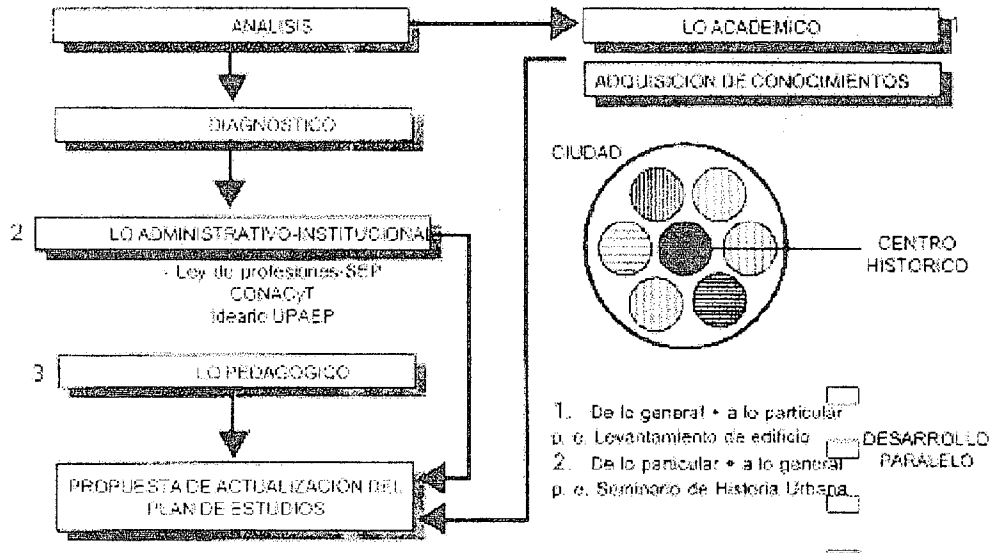 ANALISIS
LO ACADEMICO
1
ADQUISICION DE CONOCIMIENTOS
DIAGNOSTICO
CIUDAD
2
LO ADMINISTRATIVO-INSTITUCIONAL
- Ley de profesiones-SEP
CONACyT
Ideario UPAEP
CENTRO
HISTORICO
3
LO PEDAGOGICO
PROPUESTA DE ACTUALIZACION DEL
PLAN DE ESTUDIOS
1. De lo general + a lo particular
p. e. Levantamiento de edificio
2. De lo particular + a lo general
p. e. Seminario de Historia Urbana
DESARROLLO
PARALELO